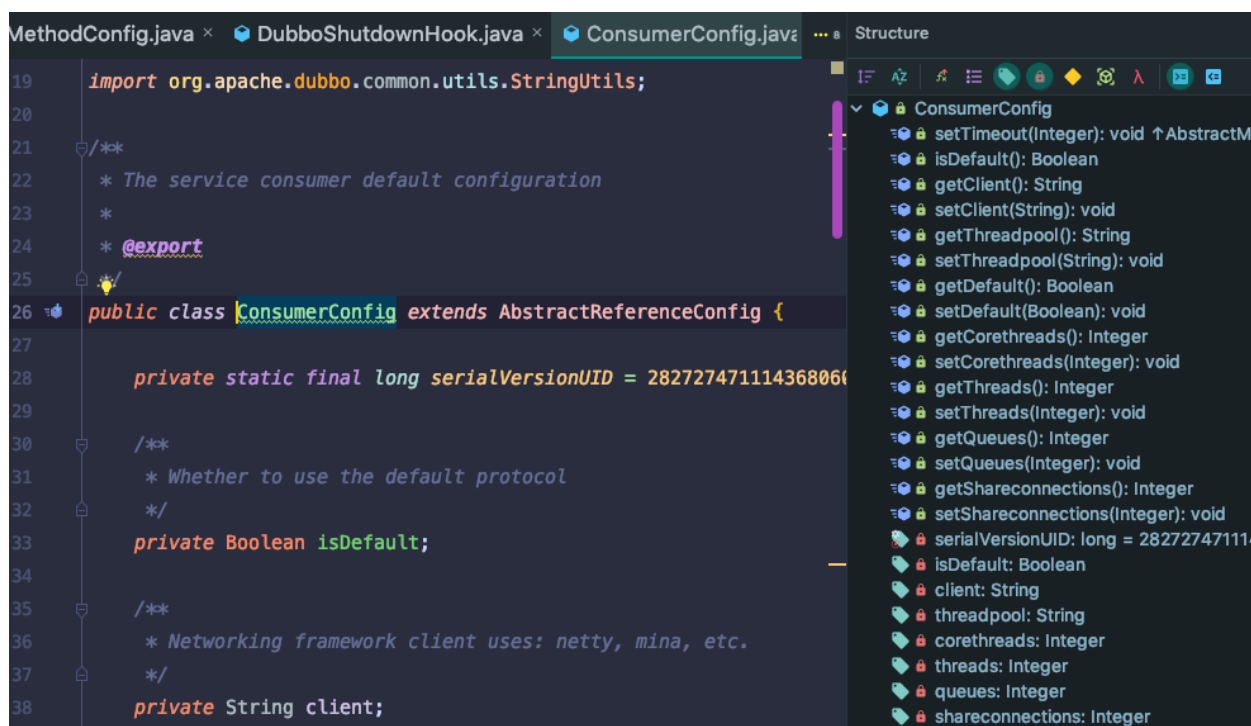 MethodConfig.java × DubboShutdownHook.java × ConsumerConfig.java ••• 8
19 import org.apache.dubbo.common.utils.StringUtils;
20
21 /**
22 * The service consumer default configuration
23 *
24 * @export
25 */
26 public class ConsumerConfig extends AbstractReferenceConfig {
27
28 private static final long serialVersionUID = 282727471114368060
29
30 /**
31 * Whether to use the default protocol
32 */
33 private Boolean isDefault;
34
35 /**
36 * Networking framework client uses: netty, mina, etc.
37 */
38 private String client;
Structure
ConsumerConfig
setTimeout(Integer): void ↑AbstractM
isDefault(): Boolean
getClient(): String
setClient(String): void
getThreadpool(): String
setThreadpool(String): void
getDefault(): Boolean
setDefault(Boolean): void
getCorethreads(): Integer
setCorethreads(Integer): void
getThreads(): Integer
setThreads(Integer): void
getQueues(): Integer
setQueues(Integer): void
getShareconnections(): Integer
setShareconnections(Integer): void
serialVersionUID: long = 28272747111
isDefault: Boolean
client: String
threadpool: String
corethreads: Integer
threads: Integer
queues: Integer
shareconnections: Integer